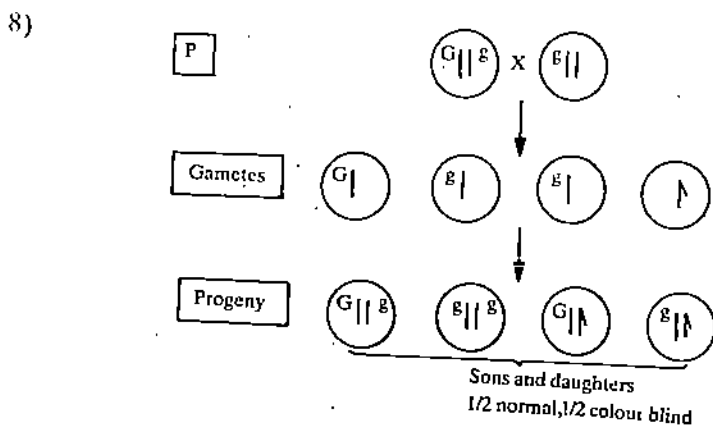 8)
P
G g X g
Gametes
G g g
Progeny
G g g g G g
Sons and daughters
1/2 normal,1/2 colour blind